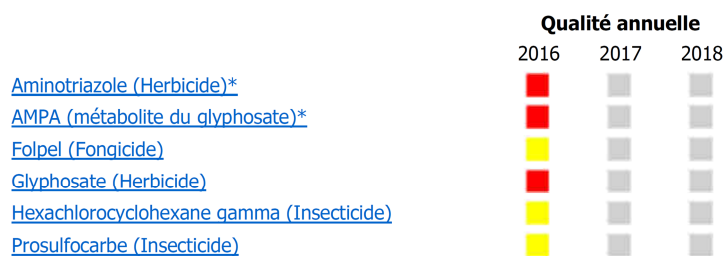 Qualité annuelle
2016 2017 2018
Aminotriazole (Herbicide)*
AMPA (métabolite du glyphosate)*
Folpel (Fongicide)
Glyphosate (Herbicide)
Hexachlorocyclohexane gamma (Insecticide)
Prosulfocarbe (Insecticide)